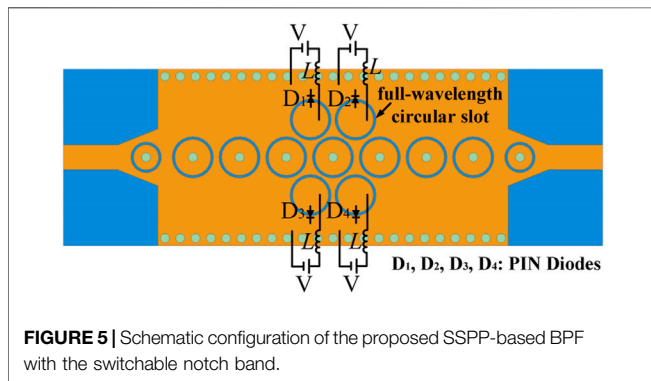 V V
L L
D₁ D₂
full-wavelength
circular slot
D₃ D₄
L L
D₁, D₂, D₃, D₄: PIN Diodes
V V
FIGURE 5 | Schematic configuration of the proposed SSPP-based BPF
with the switchable notch band.